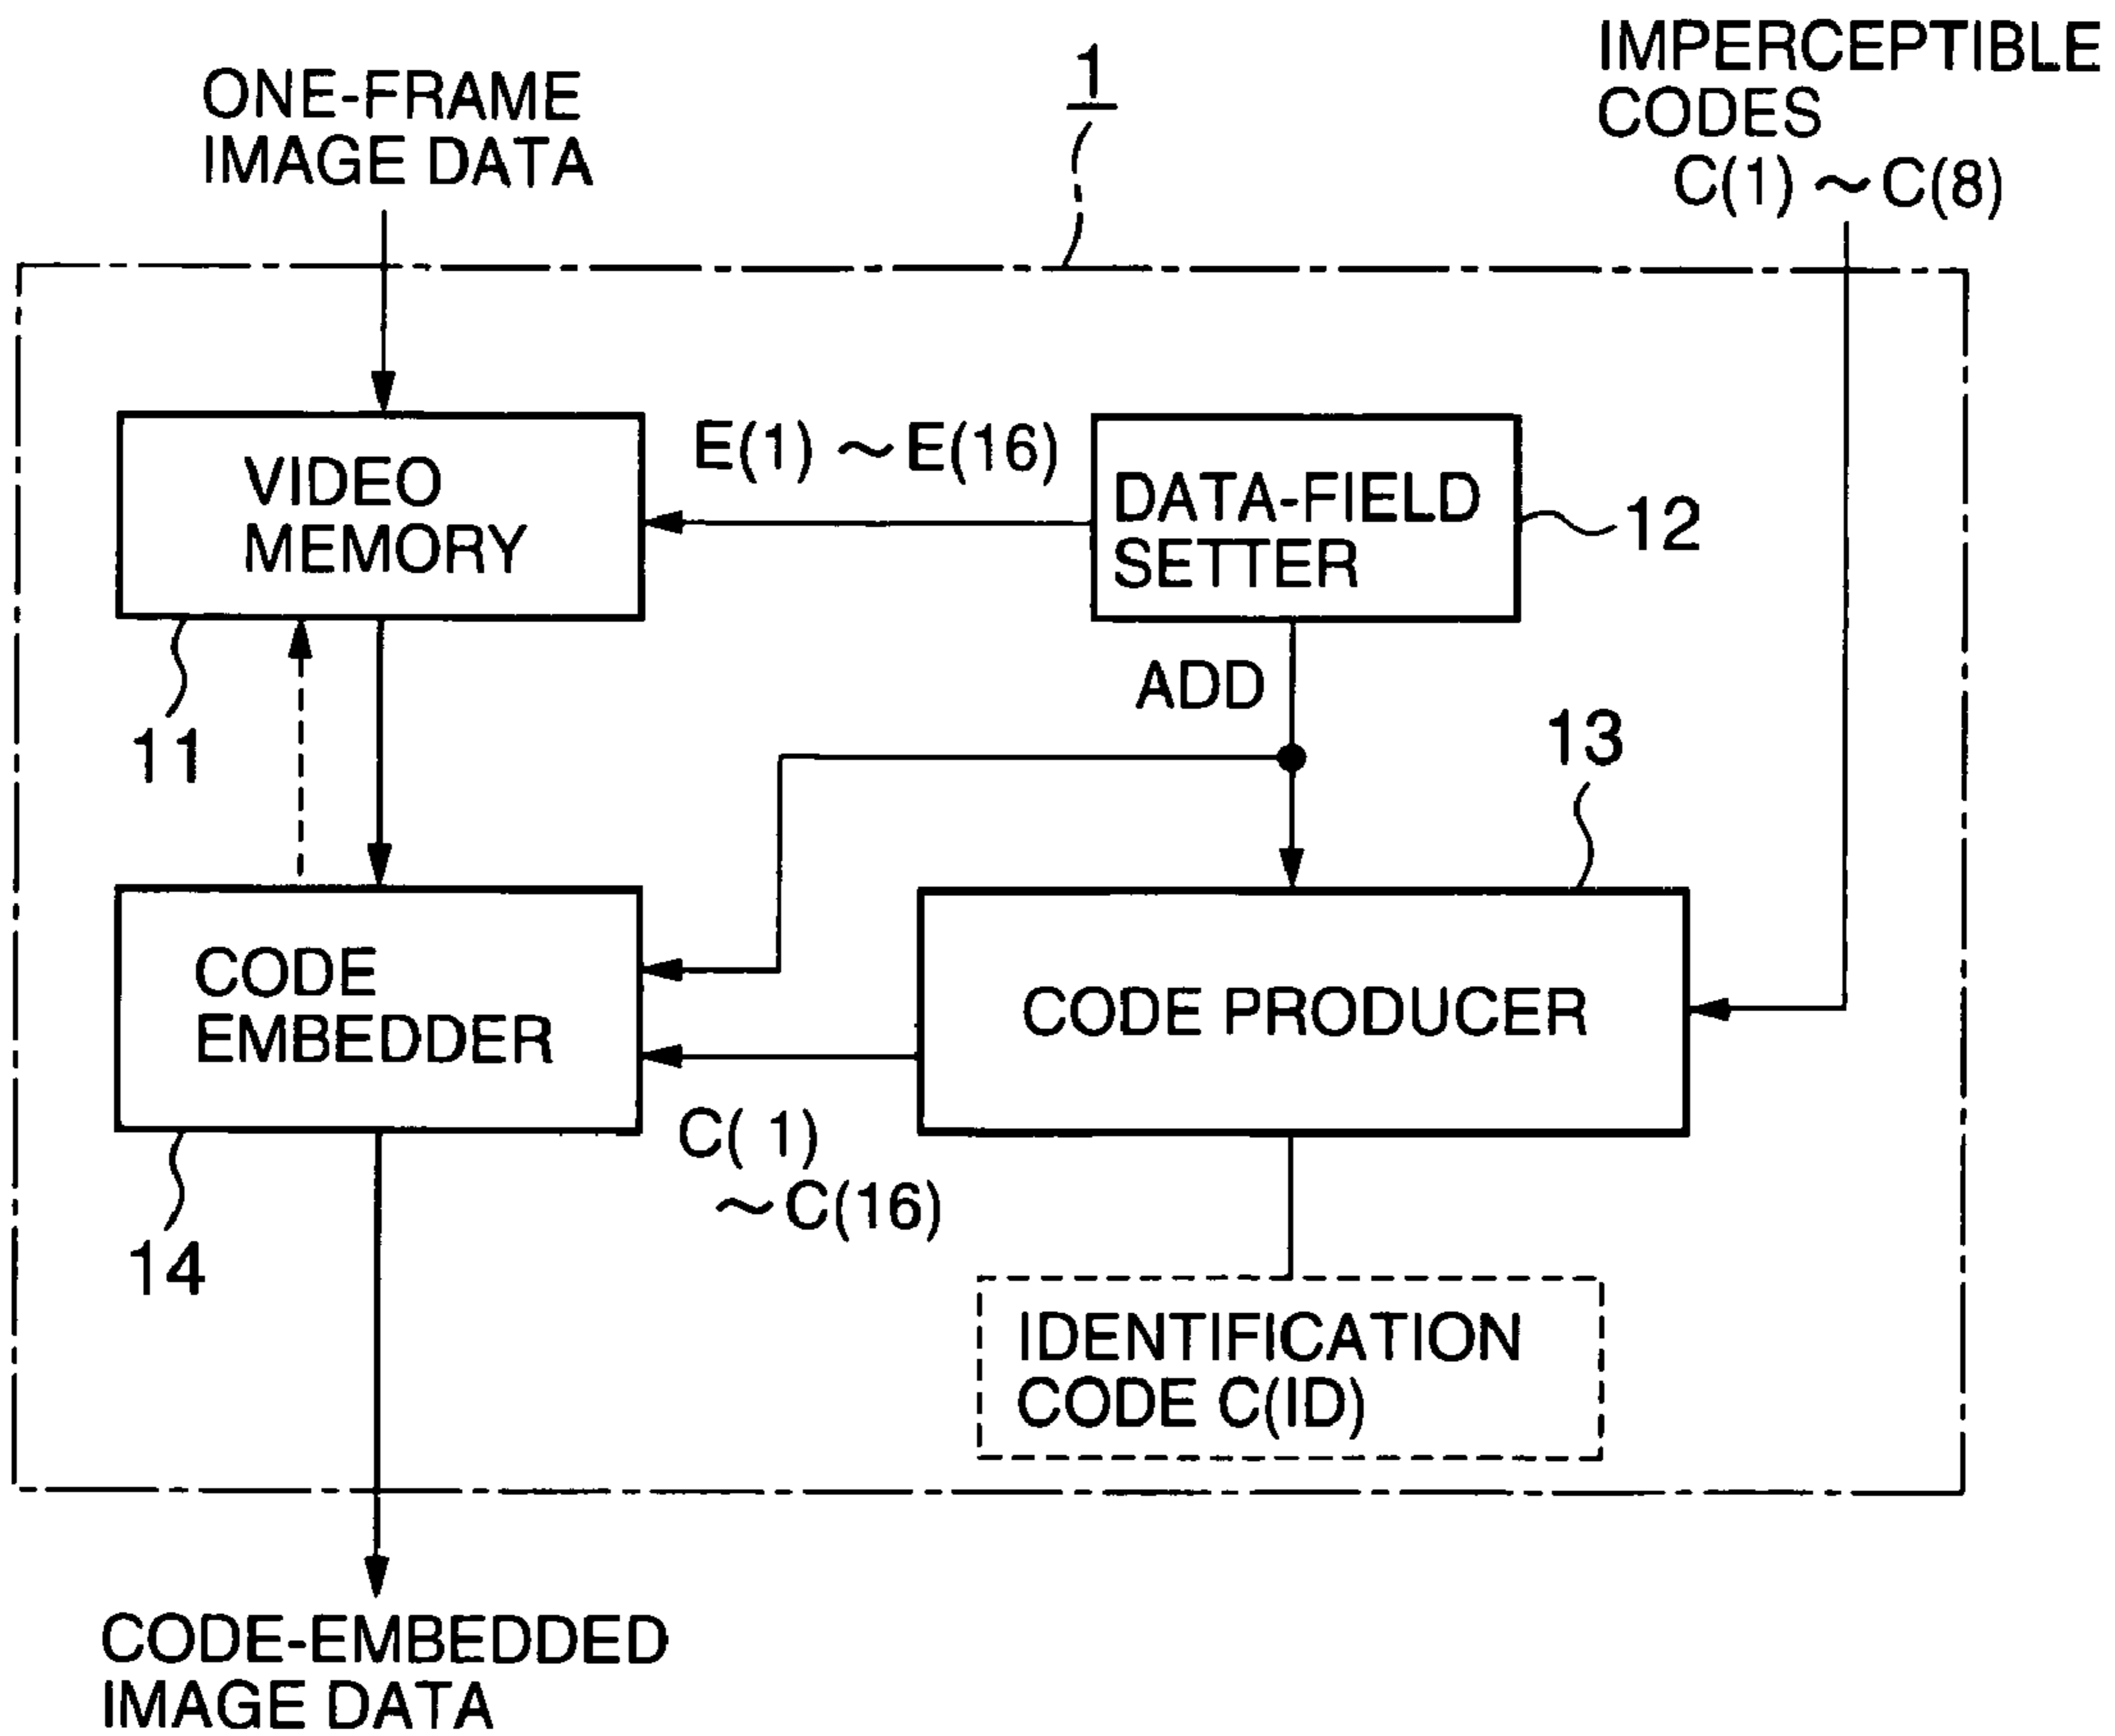 ONE-FRAME
IMAGE DATA
1
IMPERCEPTIBLE
CODES
C(1) ~ C(8)
VIDEO
MEMORY
E(1) ~ E(16)
DATA-FIELD
SETTER
12
11
ADD
13
CODE
EMBEDDER
CODE PRODUCER
C( 1)
~ C(16)
14
IDENTIFICATION
CODE C(ID)
CODE-EMBEDDED
IMAGE DATA